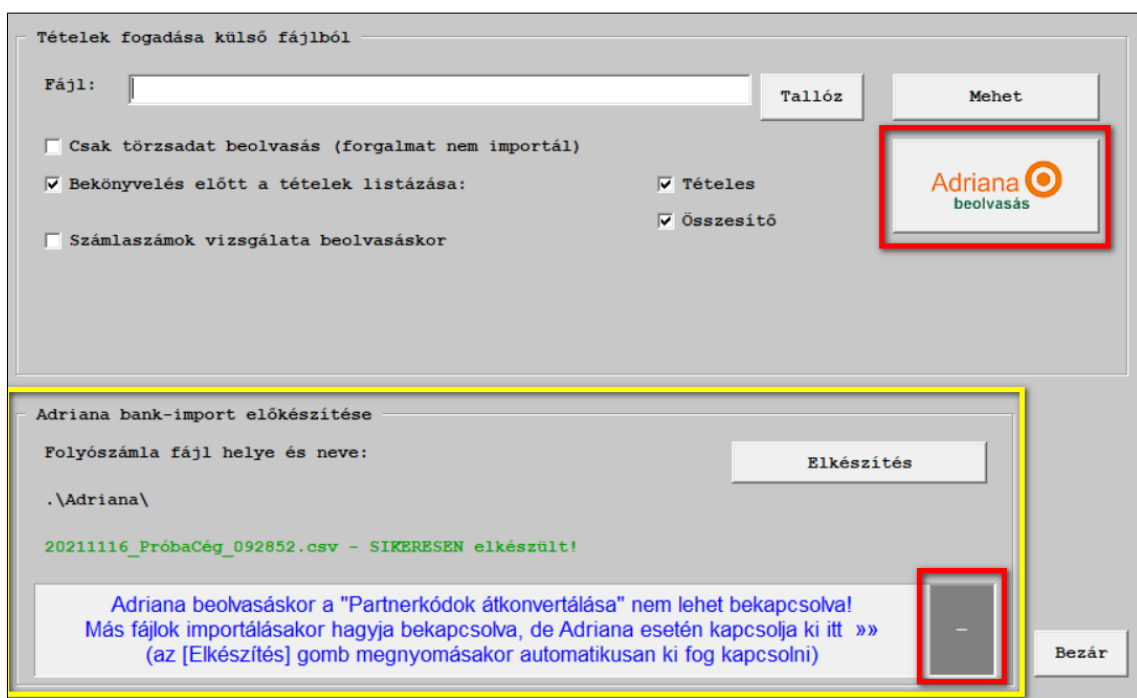 Tételek fogadása külső fájlból
Fájl:
Tallóz
Mehet
Csak törzsadat beolvasás (forgalmat nem importál)
Bekönyvelés előtt a tételek listázása:
Tételes
Adriana
beolvasás
Összesítő
Számlaszámok vizsgálata beolvasáskor
Adriana bank-import előkészítése
Folyószámla fájl helye és neve:
Elkészítés
.\Adriana\
20211116_PróbaCég_092852.csv - SIKERESEN elkészült!
Adriana beolvasáskor a "Partnerkódok átkonvertálása" nem lehet bekapcsolva!
Más fájlok importálásakor hagyja bekapcsolva, de Adriana esetén kapcsolja ki itt »»
(az [Elkészítés] gomb megnyomásakor automatikusan ki fog kapcsolni)
–
Bezár